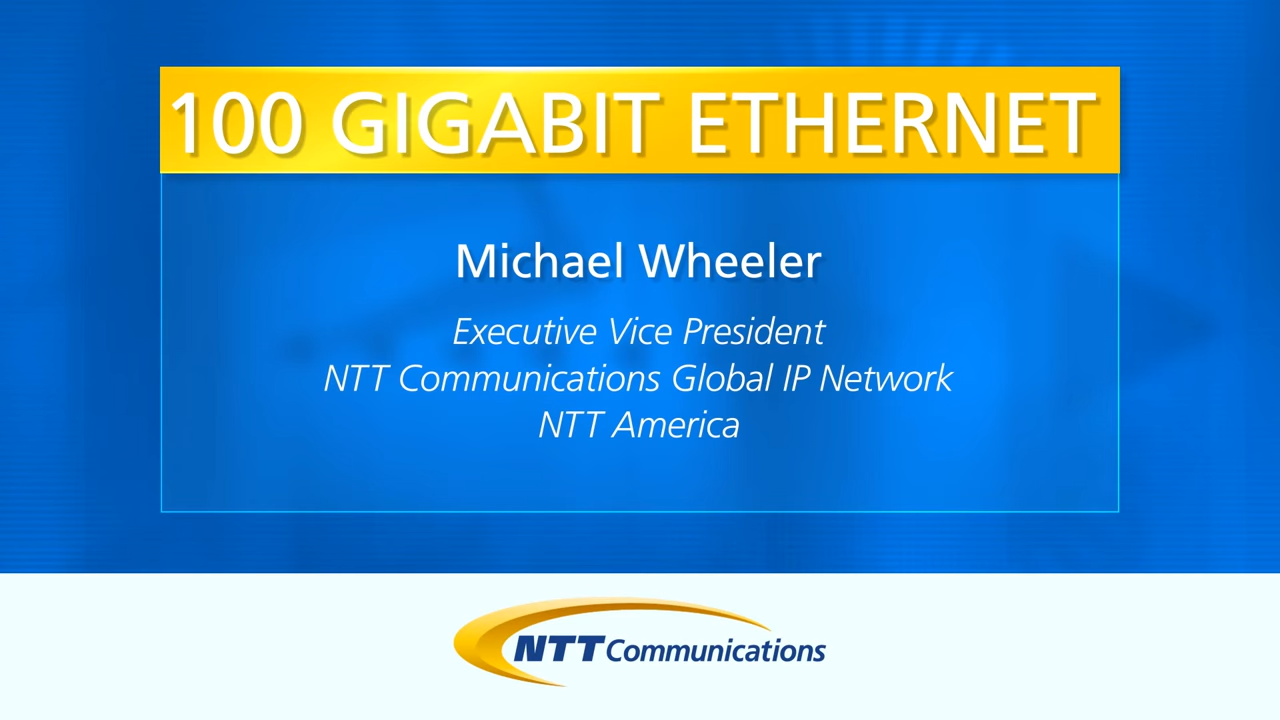 100 GIGABIT ETHERNET
Michael Wheeler
Executive Vice President
NTT Communications Global IP Network
NTT America
NTT Communications